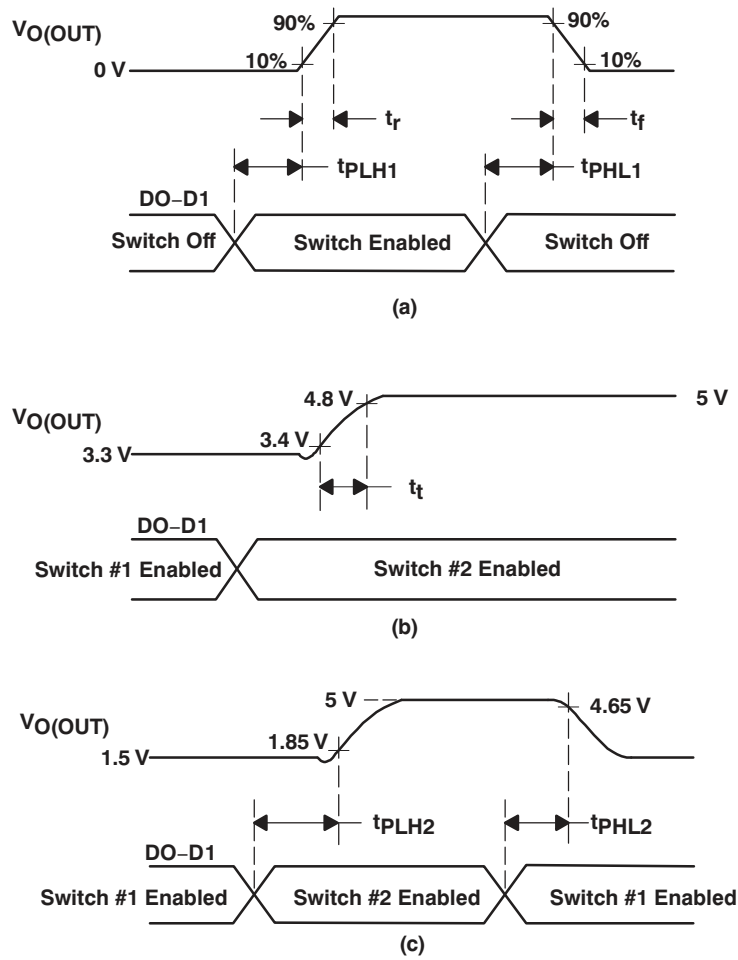 VO(OUT)
90%
90%
10%
10%
0 V
tr
tf
tPLH1
tPHL1
DO–D1
Switch Off
Switch Enabled
Switch Off
(a)
4.8 V
5 V
VO(OUT)
3.4 V
3.3 V
tt
DO–D1
Switch #1 Enabled
Switch #2 Enabled
(b)
5 V
4.65 V
VO(OUT)
1.85 V
1.5 V
tPLH2
tPHL2
DO–D1
Switch #1 Enabled
Switch #2 Enabled
Switch #1 Enabled
(c)